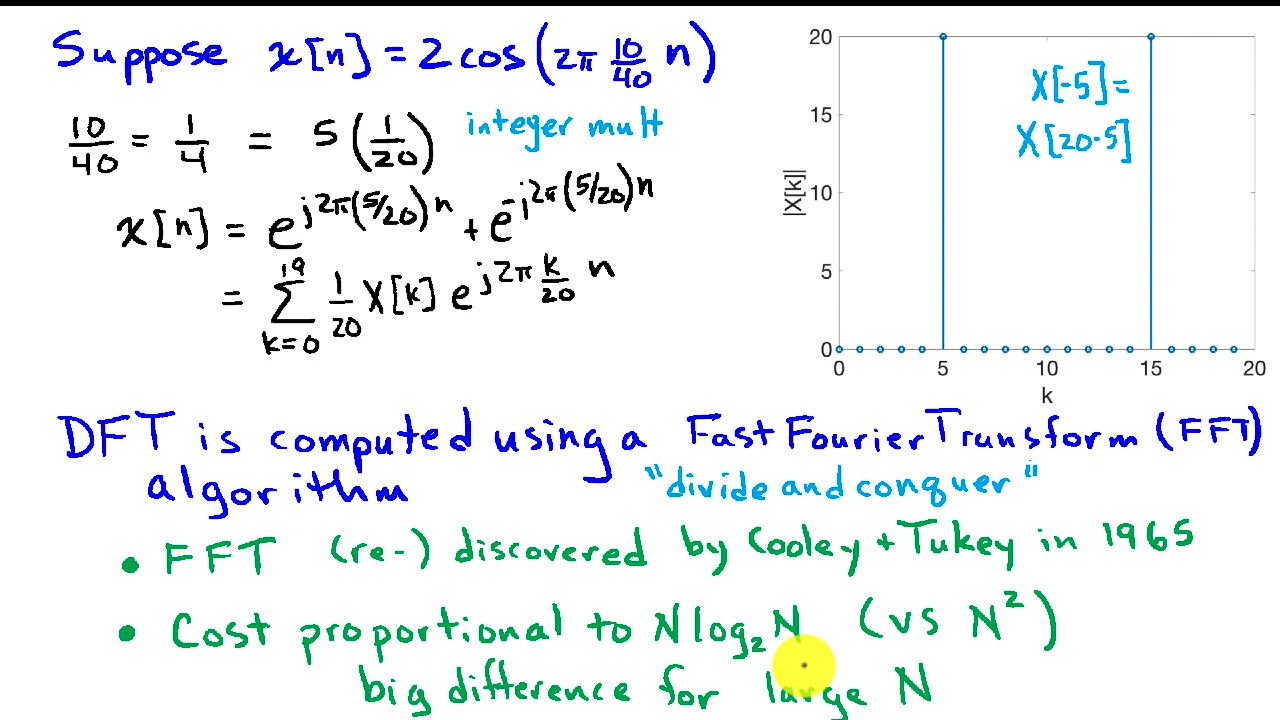 Suppose x[n] = 2 cos(2π 10/40 n)
10/40 = 1/4 = 5(1/20) integer mult
x[n] = e^{j2π(5/20)n} + e^{-j2π(5/20)n}
= ∑_{k=0}^{19} 1/20 X[k] e^{j2π k/20 n}
20
15
10
5
0
|X[k]|
X[-5] =
X[20-5]
0 5 10 15 20
k
DFT is computed using a Fast Fourier Transform (FFT)
algorithm "divide and conquer"
• FFT (re-) discovered by Cooley + Tukey in 1965
• Cost proportional to N log₂ N (vs N²)
big difference for large N